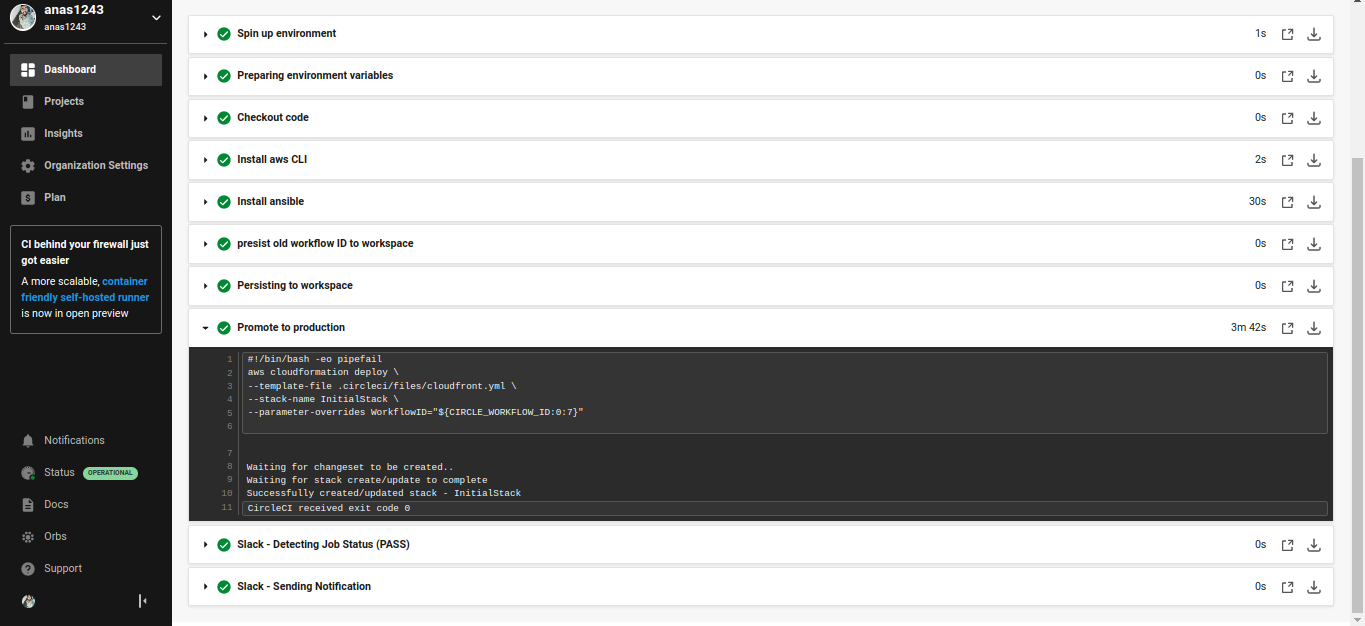 anas1243
anas1243
Dashboard
Projects
Insights
Organization Settings
Plan
CI behind your firewall just
got easier
A more scalable, container
friendly self-hosted runner
is now in open preview
Notifications
Status OPERATIONAL
Docs
Orbs
Support
Spin up environment 1s
Preparing environment variables 0s
Checkout code 0s
Install aws CLI 2s
Install ansible 30s
presist old workflow ID to workspace 0s
Persisting to workspace 0s
Promote to production 3m 42s
1 #!/bin/bash -eo pipefail
2 aws cloudformation deploy \
3 --template-file .circleci/files/cloudfront.yml \
4 --stack-name InitialStack \
5 --parameter-overrides WorkflowID="${CIRCLE_WORKFLOW_ID:0:7}"
6
7
8 Waiting for changeset to be created..
9 Waiting for stack create/update to complete
10 Successfully created/updated stack - InitialStack
11 CircleCI received exit code 0
Slack - Detecting Job Status (PASS) 0s
Slack - Sending Notification 0s